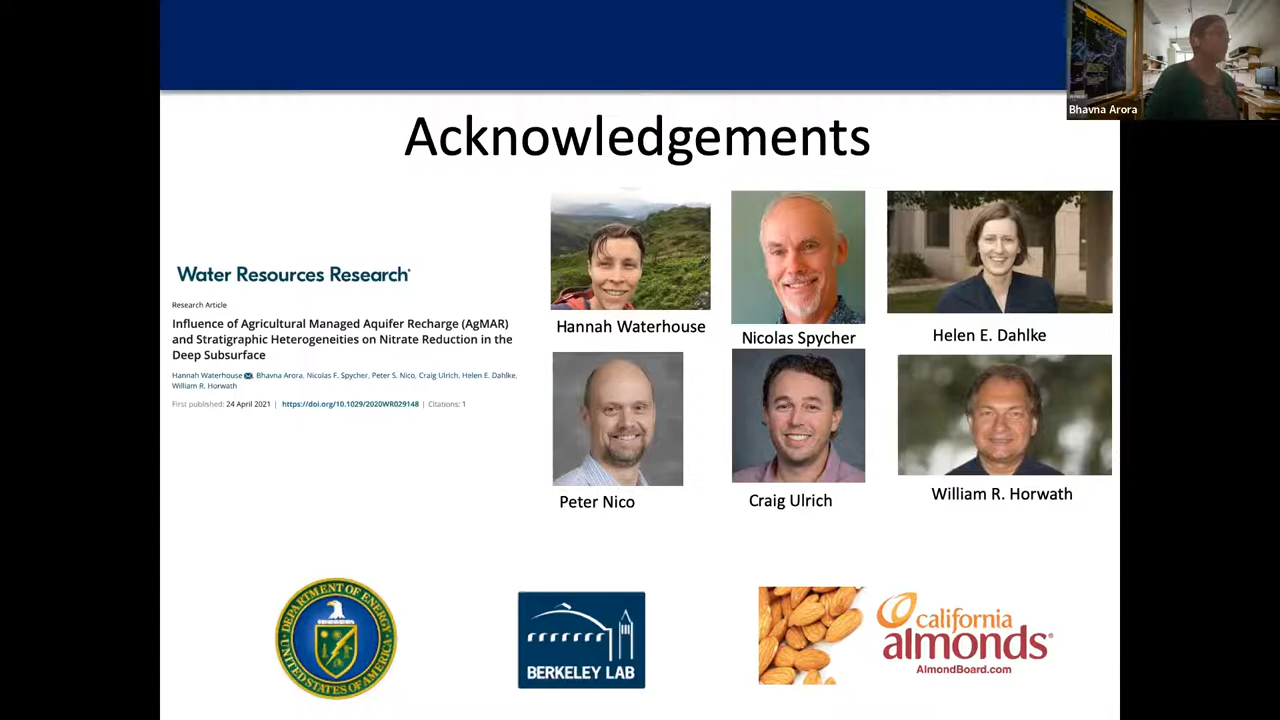 Bhavna Arora
Acknowledgements
Water Resources Research
Research Article
Influence of Agricultural Managed Aquifer Recharge (AgMAR)
and Stratigraphic Heterogeneities on Nitrate Reduction in the
Deep Subsurface
Hannah Waterhouse, Bhavna Arora, Nicolas F. Spycher, Peter S. Nico, Craig Ulrich, Helen E. Dahlke,
William R. Horwath
First published: 24 April 2021 | https://doi.org/10.1029/2020WR029148 | Citations: 1
Hannah Waterhouse
Nicolas Spycher
Helen E. Dahlke
Peter Nico
Craig Ulrich
William R. Horwath
DEPARTMENT OF ENERGY
UNITED STATES OF AMERICA
BERKELEY LAB
california
almonds®
AlmondBoard.com